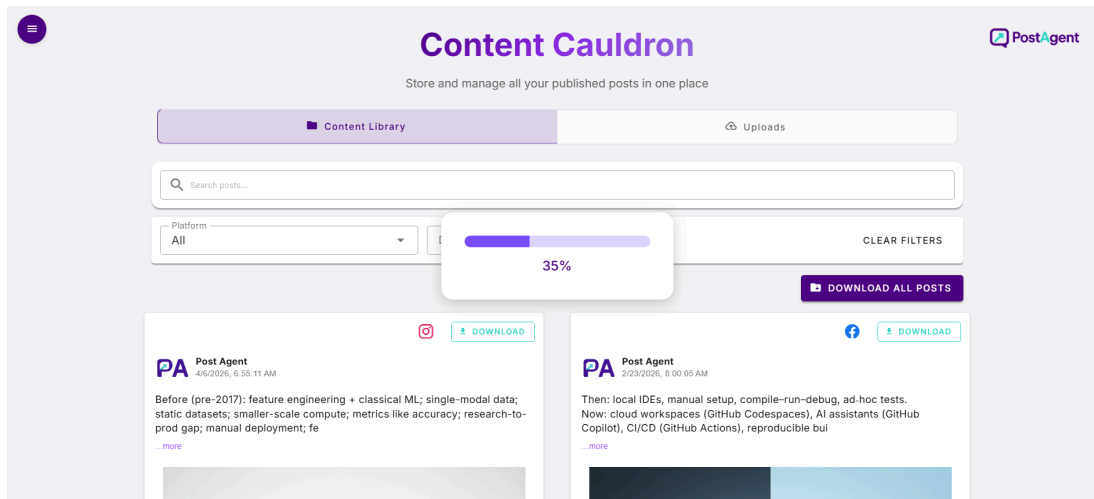 Content Cauldron
PostAgent
Store and manage all your published posts in one place
Content Library
Uploads
Search posts...
Platform
All
CLEAR FILTERS
35%
DOWNLOAD ALL POSTS
DOWNLOAD
PA
Post Agent
4/6/2026, 6:55:11 AM
Before (pre-2017): feature engineering + classical ML; single-modal data;
static datasets; smaller-scale compute; metrics like accuracy; research-to-
prod gap; manual deployment; fe
...more
DOWNLOAD
PA
Post Agent
2/23/2026, 8:00:05 AM
Then: local IDEs, manual setup, compile–run–debug, ad-hoc tests.
Now: cloud workspaces (GitHub Codespaces), AI assistants (GitHub
Copilot), CI/CD (GitHub Actions), reproducible bui
...more